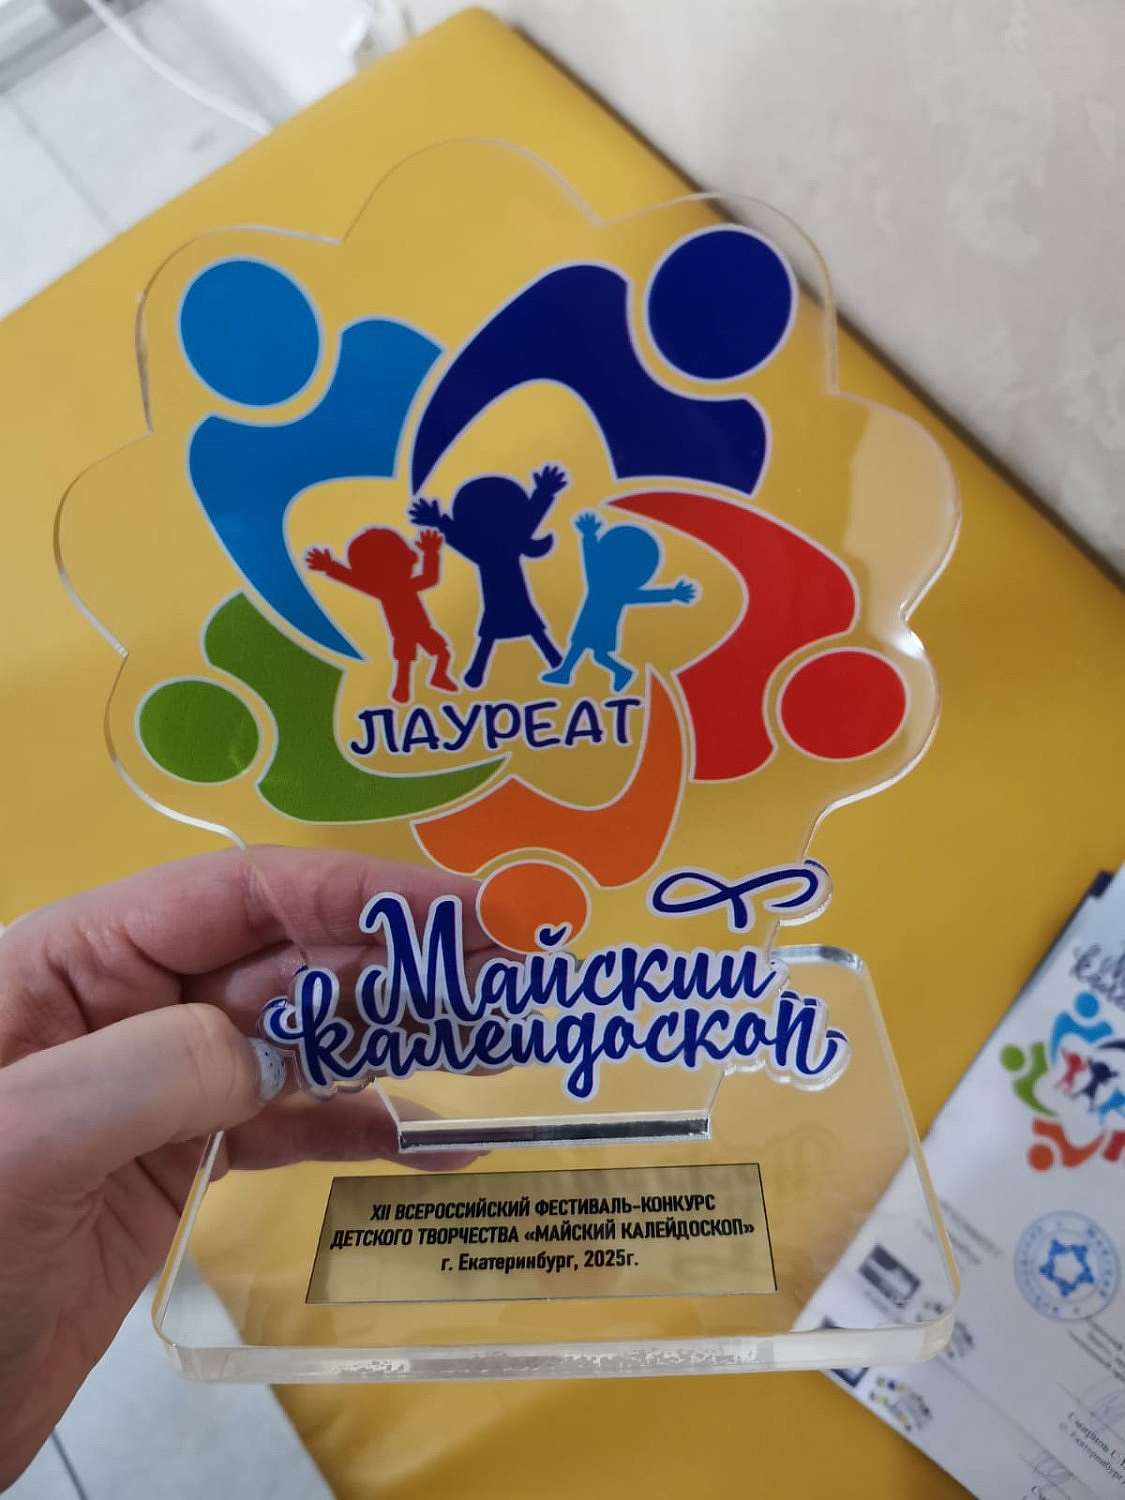 ЛАУРЕАТ
Майский
калейдоскоп
XII ВСЕРОССИЙСКИЙ ФЕСТИВАЛЬ-КОНКУРС
ДЕТСКОГО ТВОРЧЕСТВА «МАЙСКИЙ КАЛЕЙДОСКОП»
г. Екатеринбург, 2025г.